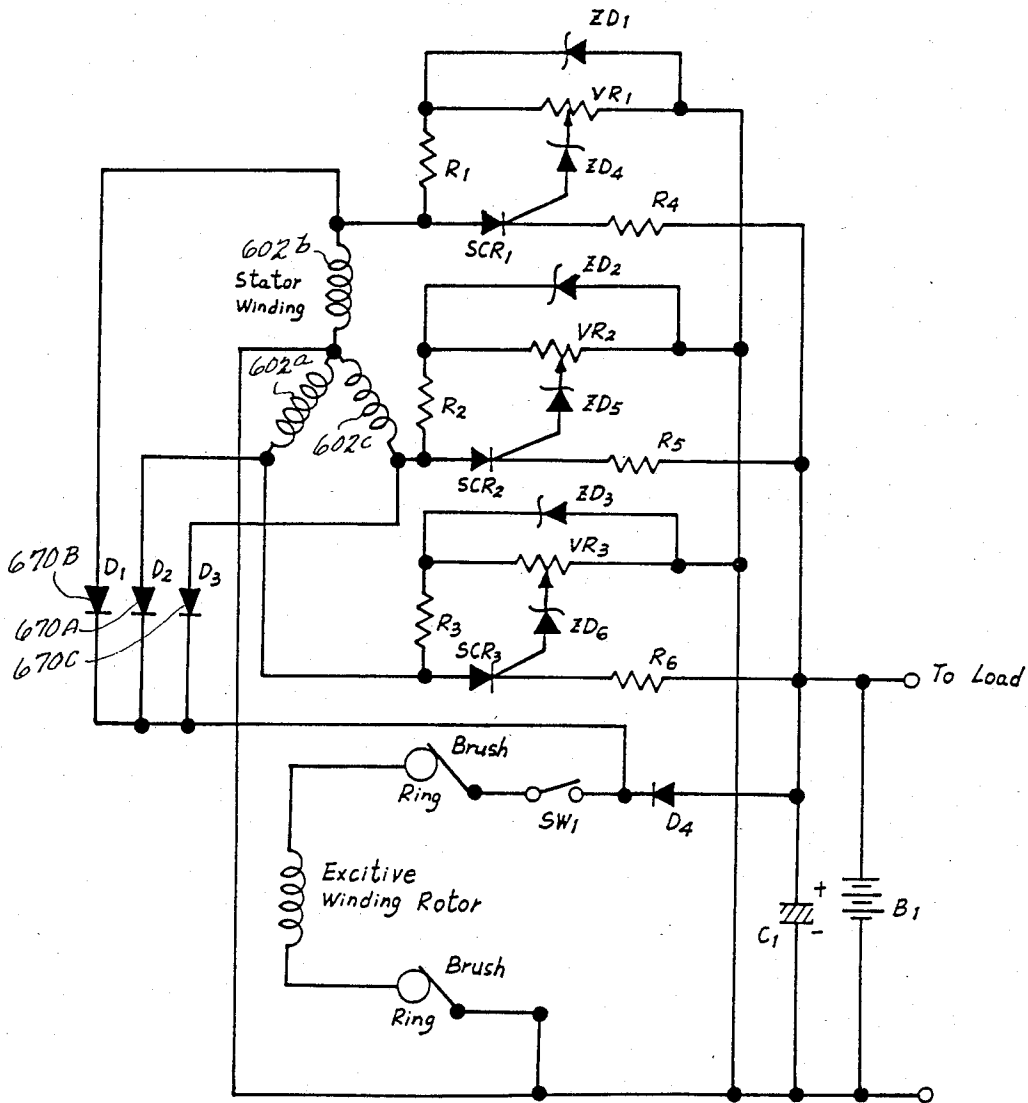 ZD1
VR1
ZD4
R1
R4
SCR1
602b
Stator
Winding
ZD2
VR2
602a
ZD5
R2
602c
R5
SCR2
ZD3
VR3
670B
D1
D2
D3
ZD6
R3
670A
SCR3
670C
R6
To Load
Brush
Ring
SW1
D4
Excitive
Winding Rotor
+
B1
C1
-
Brush
Ring